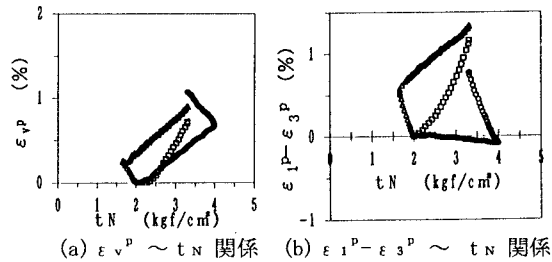 2
1
0
ε_v^p (%)
0 1 2 3 4 5
tN (kgf/cm²)
(a) ε_v^p ～ tN 関係
1
0
-1
ε_1^p-ε_3^p (%)
0 1 2 3 4 5
tN (kgf/cm²)
(b) ε_1^p-ε_3^p ～ tN 関係